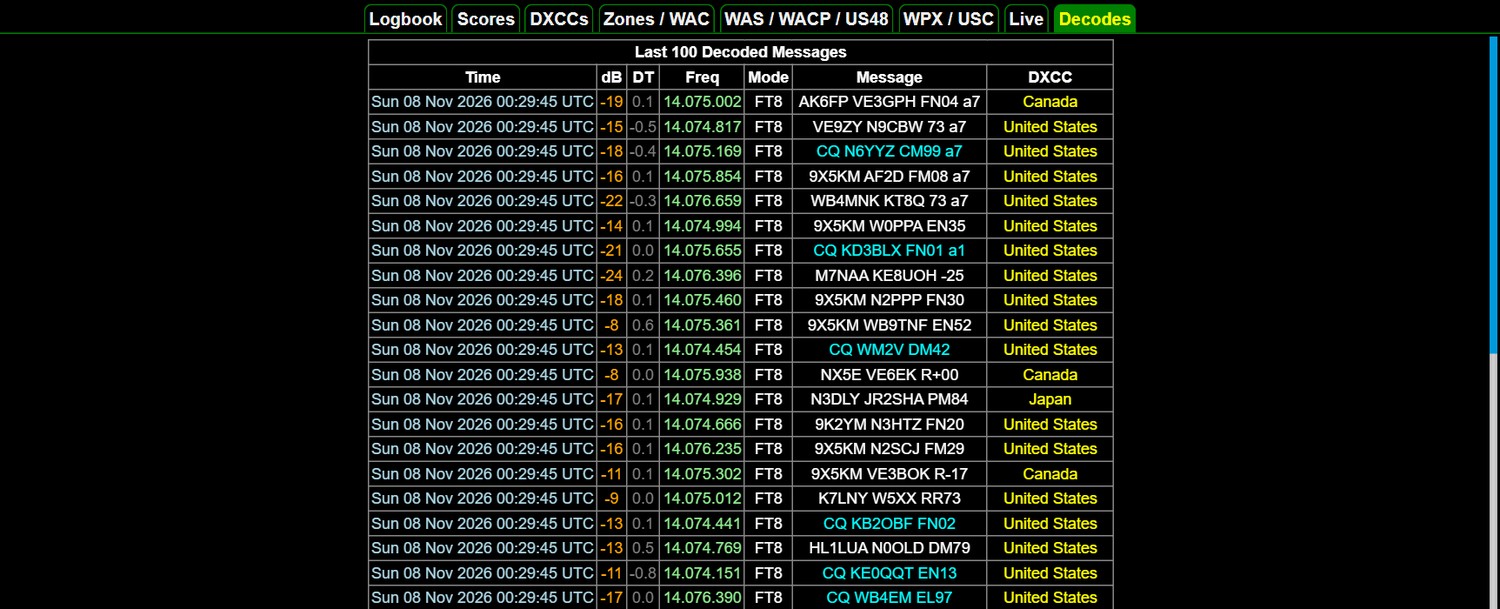 Logbook Scores DXCCs Zones / WAC WAS / WACP / US48 WPX / USC Live Decodes
Last 100 Decoded Messages
Time dB DT Freq Mode Message DXCC
Sun 08 Nov 2026 00:29:45 UTC -19 0.1 14.075.002 FT8 AK6FP VE3GPH FN04 a7 Canada
Sun 08 Nov 2026 00:29:45 UTC -15 -0.5 14.074.817 FT8 VE9ZY N9CBW 73 a7 United States
Sun 08 Nov 2026 00:29:45 UTC -18 -0.4 14.075.169 FT8 CQ N6YYZ CM99 a7 United States
Sun 08 Nov 2026 00:29:45 UTC -16 0.1 14.075.854 FT8 9X5KM AF2D FM08 a7 United States
Sun 08 Nov 2026 00:29:45 UTC -22 -0.3 14.076.659 FT8 WB4MNK KT8Q 73 a7 United States
Sun 08 Nov 2026 00:29:45 UTC -14 0.1 14.074.994 FT8 9X5KM W0PPA EN35 United States
Sun 08 Nov 2026 00:29:45 UTC -21 0.0 14.075.655 FT8 CQ KD3BLX FN01 a1 United States
Sun 08 Nov 2026 00:29:45 UTC -24 0.2 14.076.396 FT8 M7NAA KE8UOH -25 United States
Sun 08 Nov 2026 00:29:45 UTC -18 0.1 14.075.460 FT8 9X5KM N2PPP FN30 United States
Sun 08 Nov 2026 00:29:45 UTC -8 0.6 14.075.361 FT8 9X5KM WB9TNF EN52 United States
Sun 08 Nov 2026 00:29:45 UTC -13 0.1 14.074.454 FT8 CQ WM2V DM42 United States
Sun 08 Nov 2026 00:29:45 UTC -8 0.0 14.075.938 FT8 NX5E VE6EK R+00 Canada
Sun 08 Nov 2026 00:29:45 UTC -17 0.1 14.074.929 FT8 N3DLY JR2SHA PM84 Japan
Sun 08 Nov 2026 00:29:45 UTC -16 0.1 14.074.666 FT8 9K2YM N3HTZ FN20 United States
Sun 08 Nov 2026 00:29:45 UTC -16 0.1 14.076.235 FT8 9X5KM N2SCJ FM29 United States
Sun 08 Nov 2026 00:29:45 UTC -11 0.1 14.075.302 FT8 9X5KM VE3BOK R-17 Canada
Sun 08 Nov 2026 00:29:45 UTC -9 0.0 14.075.012 FT8 K7LNY W5XX RR73 United States
Sun 08 Nov 2026 00:29:45 UTC -13 0.1 14.074.441 FT8 CQ KB2OBF FN02 United States
Sun 08 Nov 2026 00:29:45 UTC -13 0.5 14.074.769 FT8 HL1LUA N0OLD DM79 United States
Sun 08 Nov 2026 00:29:45 UTC -11 -0.8 14.074.151 FT8 CQ KE0QQT EN13 United States
Sun 08 Nov 2026 00:29:45 UTC -17 0.0 14.076.390 FT8 CQ WB4EM EL97 United States